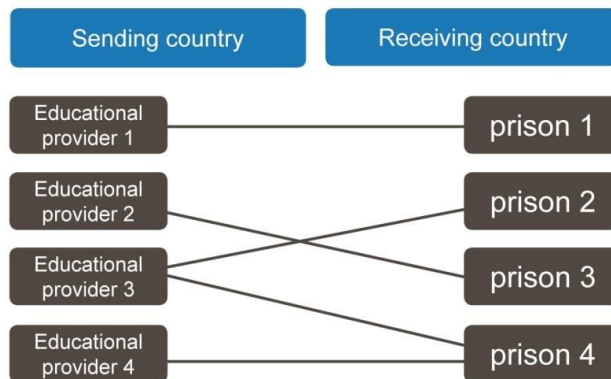 Sending country
Receiving country
Educational
provider 1
prison 1
Educational
provider 2
prison 2
Educational
provider 3
prison 3
Educational
provider 4
prison 4